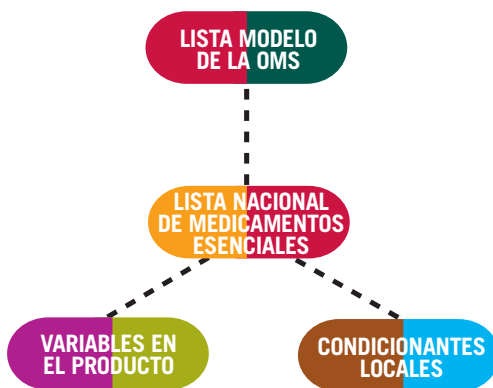 LISTA MODELO
DE LA OMS
LISTA NACIONAL
DE MEDICAMENTOS
ESENCIALES
VARIABLES EN
EL PRODUCTO
CONDICIONANTES
LOCALES